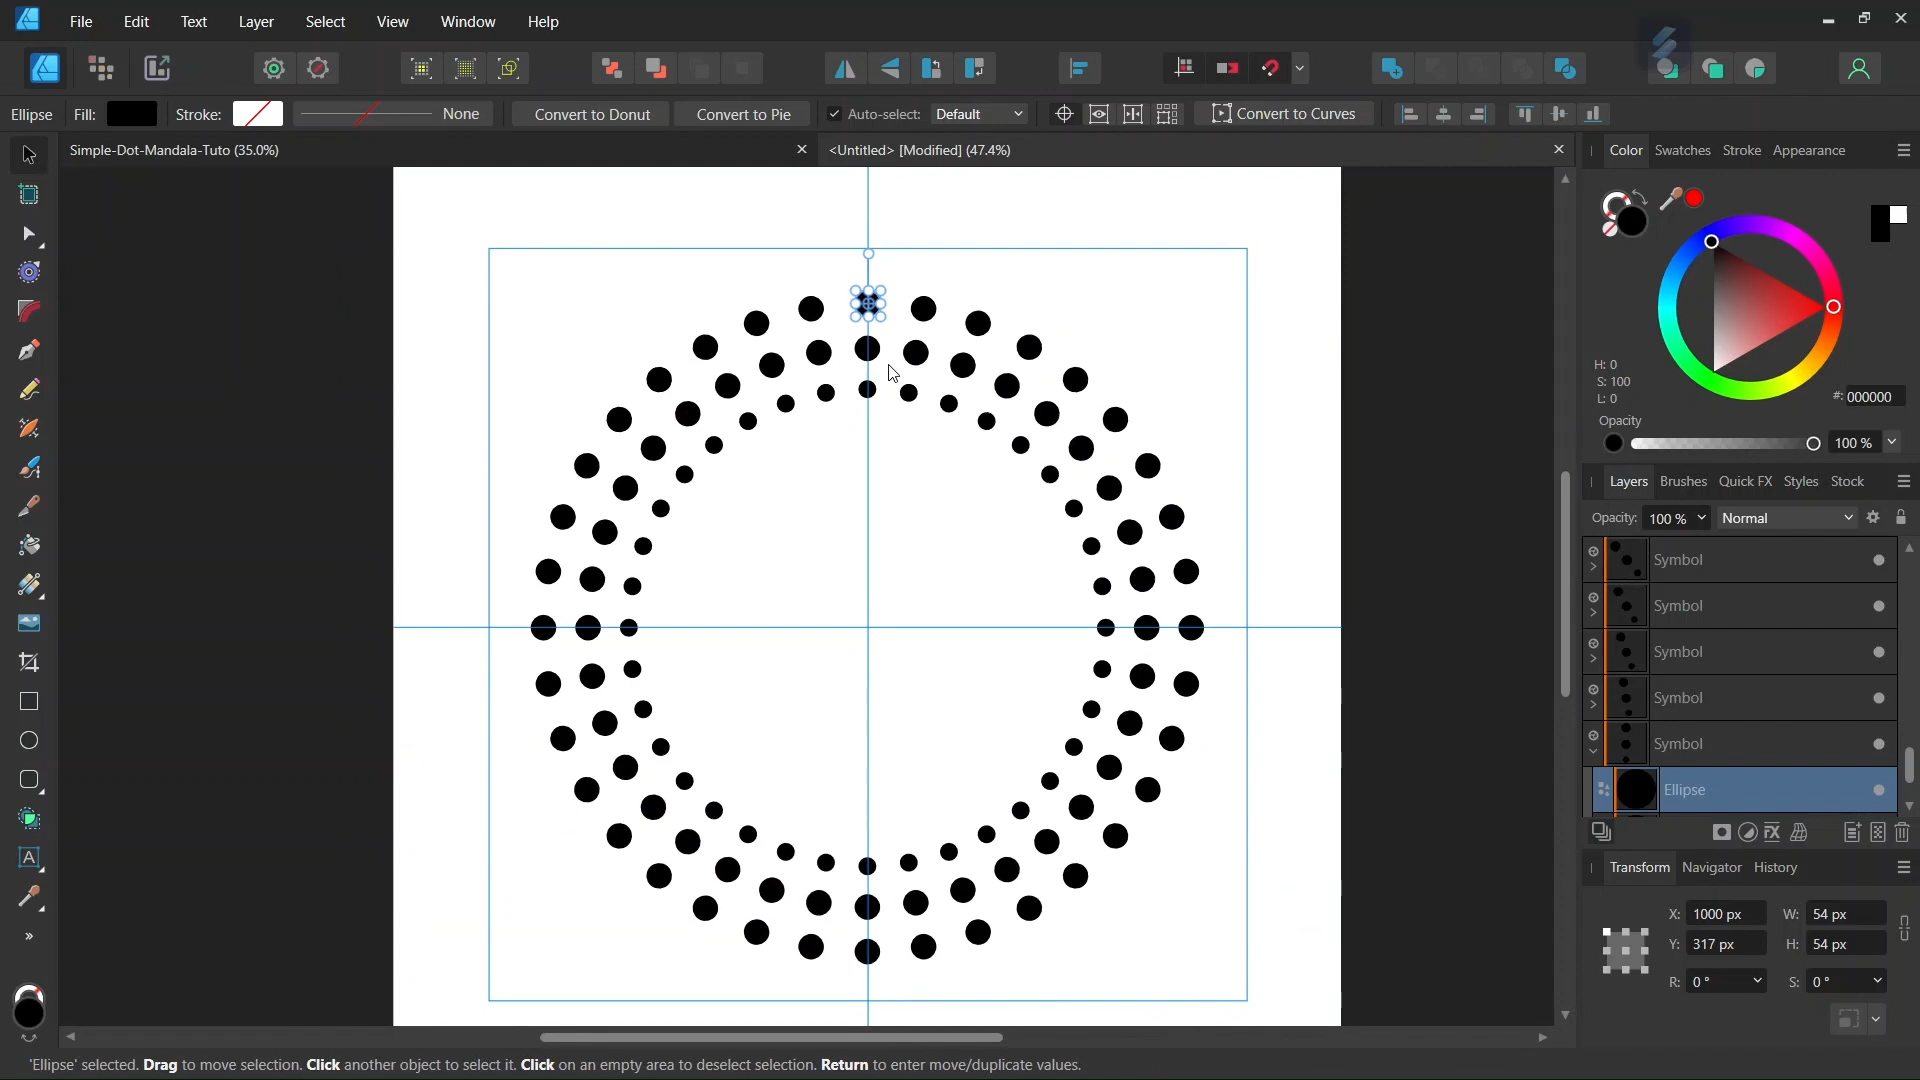 File Edit Text Layer Select View Window Help
Ellipse Fill: Stroke: None Convert to Donut Convert to Pie Auto-select: Default Convert to Curves
Simple-Dot-Mandala-Tuto (35.0%) <Untitled> [Modified] (47.4%)
Color Swatches Stroke Appearance
H: 0
S: 100
L: 0
#: 000000
Opacity
100 %
Layers Brushes Quick FX Styles Stock
Opacity: 100 % Normal
Symbol
Symbol
Symbol
Symbol
Symbol
Ellipse
Transform Navigator History
X: 1000 px W: 54 px
Y: 317 px H: 54 px
R: 0 ° S: 0 °
'Ellipse' selected. Drag to move selection. Click another object to select it. Click on an empty area to deselect selection. Return to enter move/duplicate values.